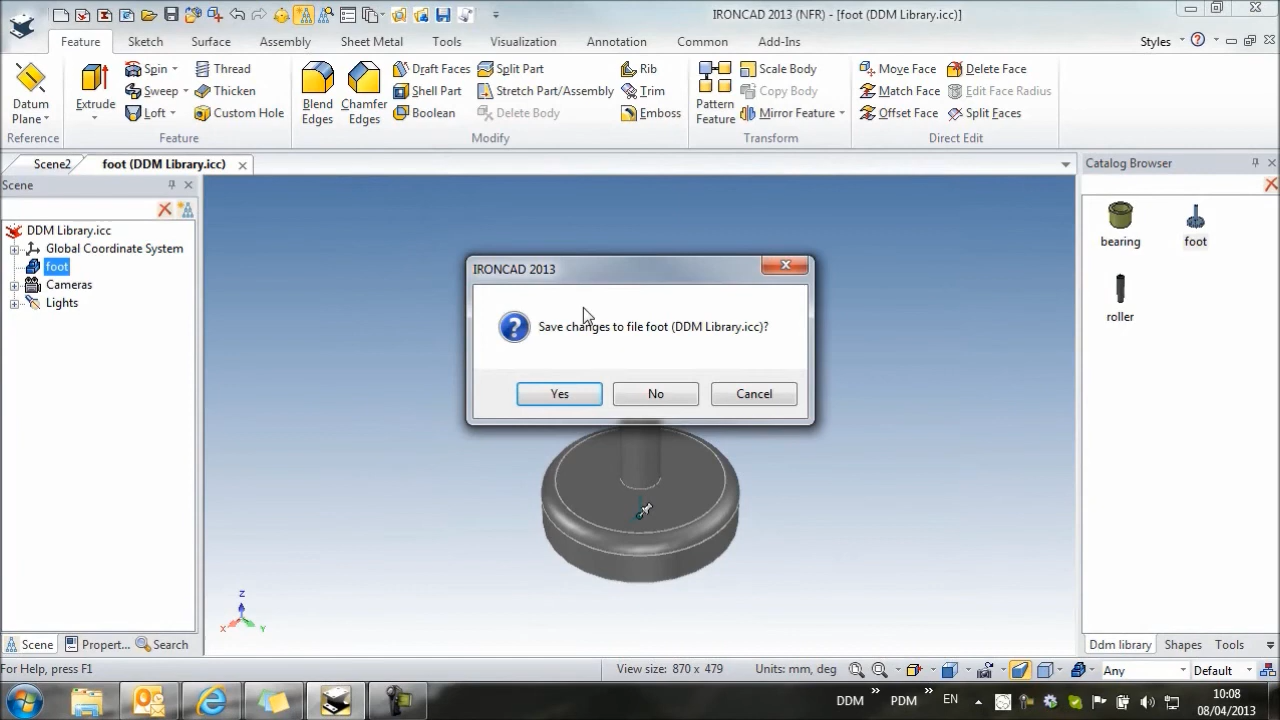 IRONCAD 2013 (NFR) - [foot (DDM Library.icc)]
Feature Sketch Surface Assembly Sheet Metal Tools Visualization Annotation Common Add-Ins Styles
Datum Plane
Reference
Extrude
Spin
Sweep
Loft
Thread
Thicken
Custom Hole
Feature
Blend Edges
Chamfer Edges
Draft Faces
Shell Part
Boolean
Split Part
Stretch Part/Assembly
Delete Body
Rib
Trim
Emboss
Modify
Pattern Feature
Scale Body
Copy Body
Mirror Feature
Transform
Move Face
Match Face
Offset Face
Delete Face
Edit Face Radius
Split Faces
Direct Edit
Scene2
foot (DDM Library.icc)
Scene
DDM Library.icc
Global Coordinate System
foot
Cameras
Lights
IRONCAD 2013
Save changes to file foot (DDM Library.icc)?
Yes No Cancel
Z
X
Y
Catalog Browser
bearing
foot
roller
Scene Propert... Search
Ddm library Shapes Tools
For Help, press F1
View size: 870 x 479
Units: mm, deg
Any
Default
DDM » PDM » EN
10:08
08/04/2013